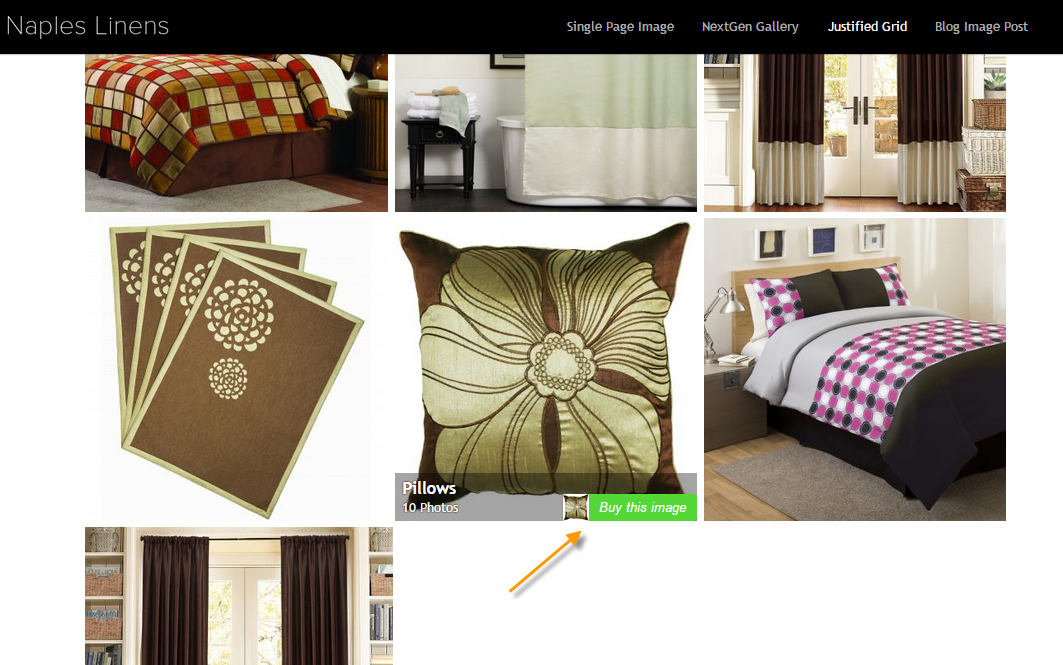 Naples Linens
Single Page Image NextGen Gallery Justified Grid Blog Image Post
Pillows
10 Photos
Buy this image